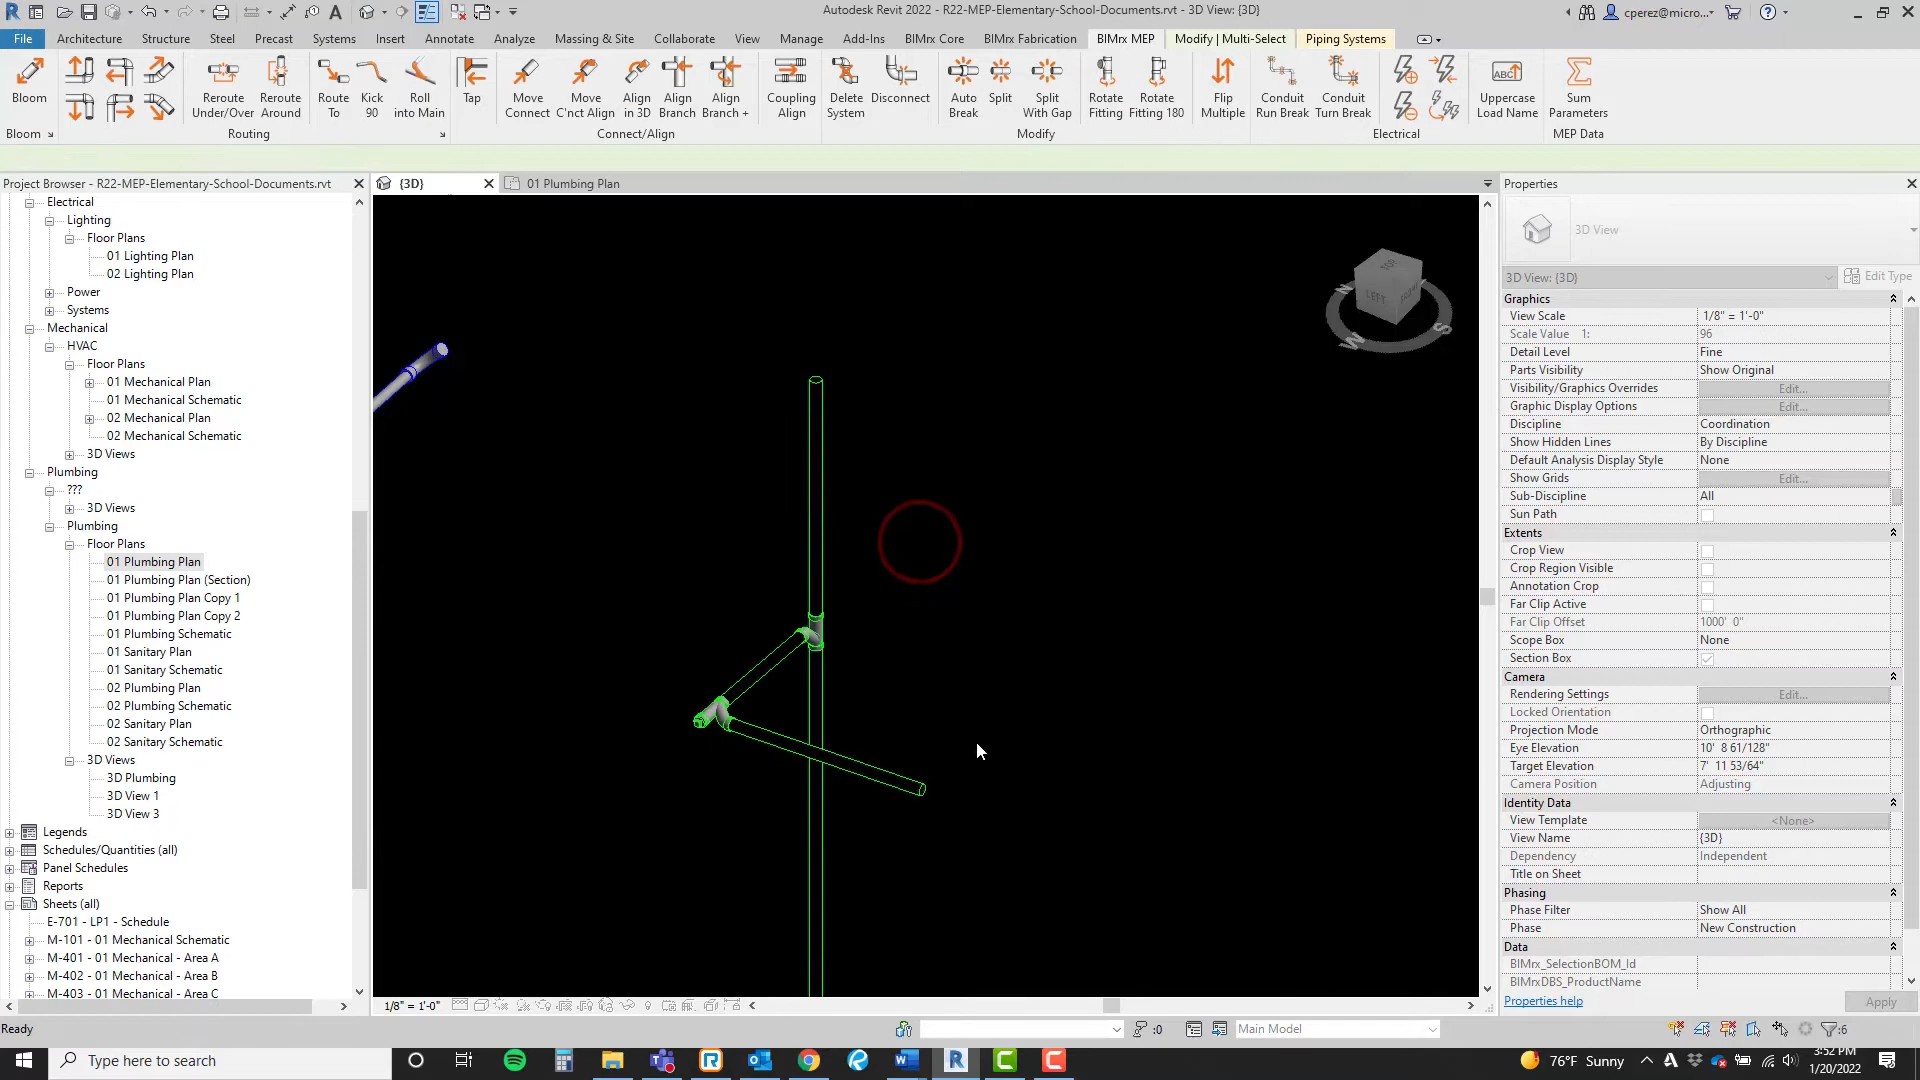 Autodesk Revit 2022 - R22-MEP-Elementary-School-Documents.rvt - 3D View: {3D}
cperez@micro...
File
Architecture
Structure
Steel
Precast
Systems
Insert
Annotate
Analyze
Massing & Site
Collaborate
View
Manage
Add-Ins
BIMrx Core
BIMrx Fabrication
BIMrx MEP
Modify | Multi-Select
Piping Systems
Bloom
Reroute
Under/Over
Reroute
Around
Route
To
Kick
90
Roll
into Main
Tap
Move
Connect
Move
C'nct Align
Align
in 3D
Align
Branch
Align
Branch +
Coupling
Align
Delete
System
Disconnect
Auto
Break
Split
Split
With Gap
Rotate
Fitting
Rotate
Fitting 180
Flip
Multiple
Conduit
Run Break
Conduit
Turn Break
ABC
Uppercase
Load Name
Sum
Parameters
Bloom
Routing
Connect/Align
Modify
Electrical
MEP Data
Project Browser - R22-MEP-Elementary-School-Documents.rvt
Electrical
Lighting
Floor Plans
01 Lighting Plan
02 Lighting Plan
Power
Systems
Mechanical
HVAC
Floor Plans
01 Mechanical Plan
01 Mechanical Schematic
02 Mechanical Plan
02 Mechanical Schematic
3D Views
Plumbing
???
3D Views
Plumbing
Floor Plans
01 Plumbing Plan
01 Plumbing Plan (Section)
01 Plumbing Plan Copy 1
01 Plumbing Plan Copy 2
01 Plumbing Schematic
01 Sanitary Plan
01 Sanitary Schematic
02 Plumbing Plan
02 Plumbing Schematic
02 Sanitary Plan
02 Sanitary Schematic
3D Views
3D Plumbing
3D View 1
3D View 3
Legends
Schedules/Quantities (all)
Panel Schedules
Reports
Sheets (all)
E-701 - LP1 - Schedule
M-101 - 01 Mechanical Schematic
M-401 - 01 Mechanical - Area A
M-402 - 01 Mechanical - Area B
M-403 - 01 Mechanical - Area C
{3D}
01 Plumbing Plan
TOP
LEFT
FRONT
N
W
S
1/8" = 1'-0"
Properties
3D View
3D View: {3D}
Edit Type
Graphics
View Scale 1/8" = 1'-0"
Scale Value 1: 96
Detail Level Fine
Parts Visibility Show Original
Visibility/Graphics Overrides Edit...
Graphic Display Options Edit...
Discipline Coordination
Show Hidden Lines By Discipline
Default Analysis Display Style None
Show Grids Edit...
Sub-Discipline All
Sun Path
Extents
Crop View
Crop Region Visible
Annotation Crop
Far Clip Active
Far Clip Offset 1000' 0"
Scope Box None
Section Box
Camera
Rendering Settings Edit...
Locked Orientation
Projection Mode Orthographic
Eye Elevation 10' 8 61/128"
Target Elevation 7' 11 53/64"
Camera Position Adjusting
Identity Data
View Template <None>
View Name {3D}
Dependency Independent
Title on Sheet
Phasing
Phase Filter Show All
Phase New Construction
Data
BIMrx_SelectionBOM_Id
BIMrxDBS_ProductName
Properties help
Apply
Ready
:0
Main Model
:6
Type here to search
76°F Sunny
3:52 PM
1/20/2022